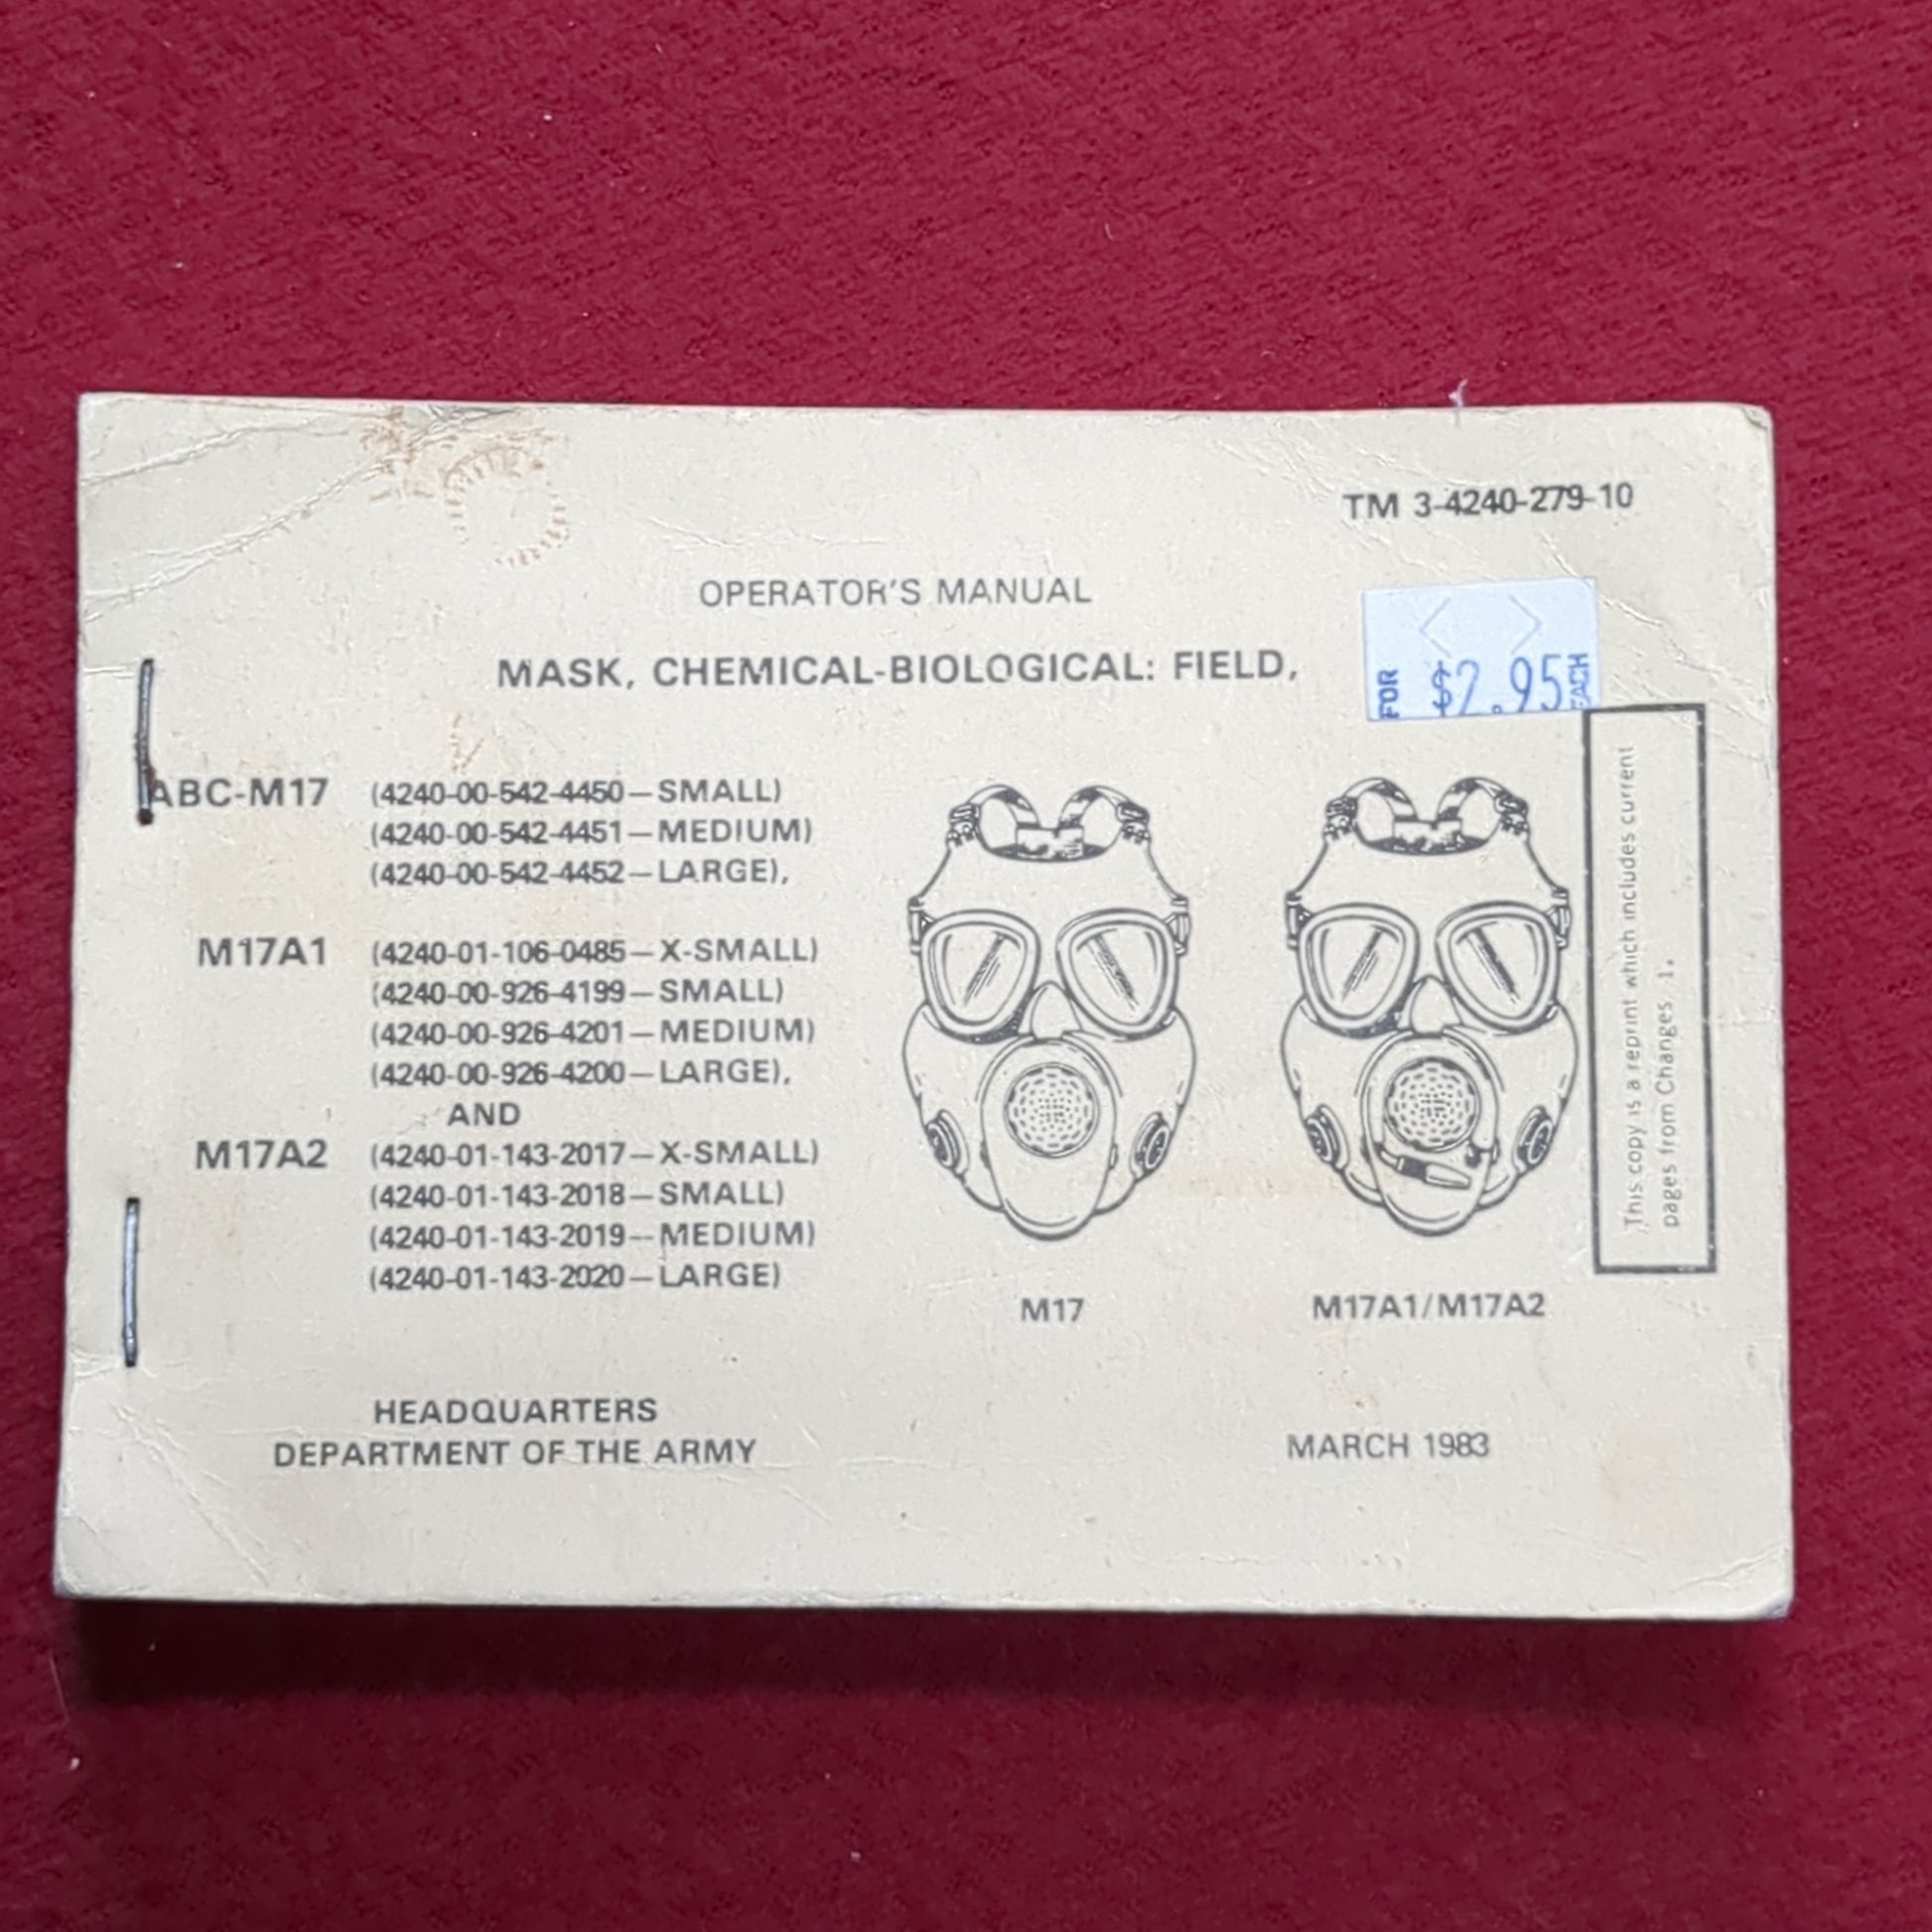 TM 3-4240-279-10
OPERATOR'S MANUAL
MASK, CHEMICAL-BIOLOGICAL: FIELD,
FOR $2.95 EACH
ABC-M17 (4240-00-542-4450—SMALL)
(4240-00-542-4451—MEDIUM)
(4240-00-542-4452—LARGE),
M17A1 (4240-01-106-0485—X-SMALL)
(4240-00-926-4199—SMALL)
(4240-00-926-4201—MEDIUM)
(4240-00-926-4200—LARGE),
AND
M17A2 (4240-01-143-2017—X-SMALL)
(4240-01-143-2018—SMALL)
(4240-01-143-2019—MEDIUM)
(4240-01-143-2020—LARGE)
M17
M17A1/M17A2
This copy is a reprint which includes current
pages from Changes 1.
HEADQUARTERS
DEPARTMENT OF THE ARMY
MARCH 1983